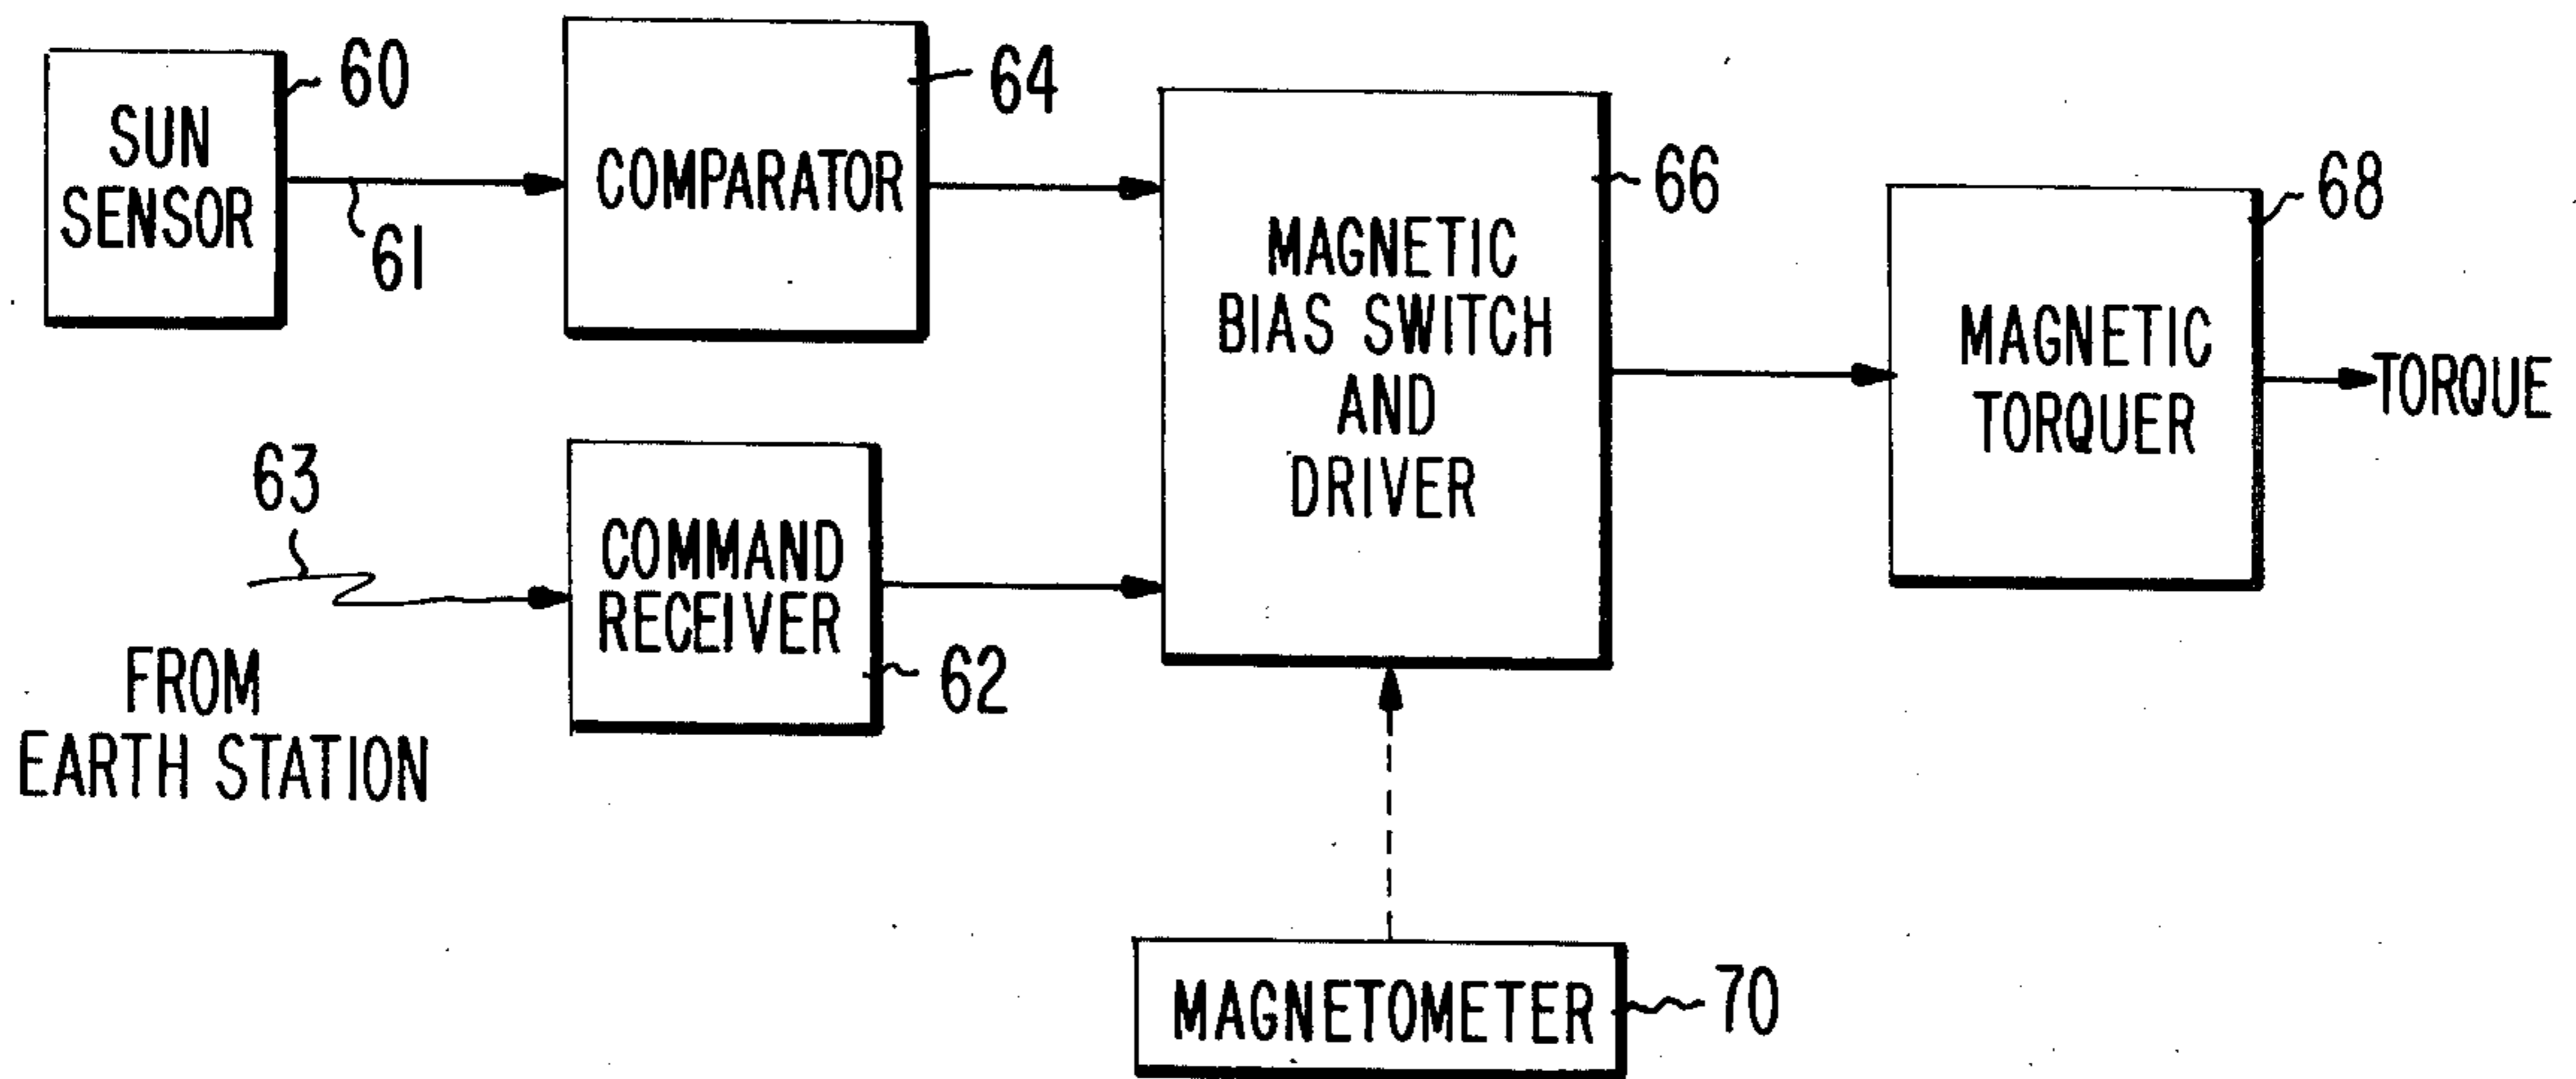 SUN
SENSOR
60
61
COMPARATOR
64
MAGNETIC
BIAS SWITCH
AND
DRIVER
66
MAGNETIC
TORQUER
68
TORQUE
63
FROM
EARTH STATION
COMMAND
RECEIVER
62
MAGNETOMETER
70